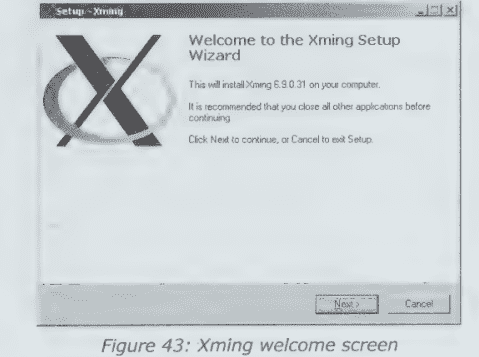 Setup - Xming
Welcome to the Xming Setup
Wizard
This will install Xming 6.9.0.31 on your computer.
It is recommended that you close all other applications before
continuing.
Click Next to continue, or Cancel to exit Setup.
Next >
Cancel
Figure 43: Xming welcome screen